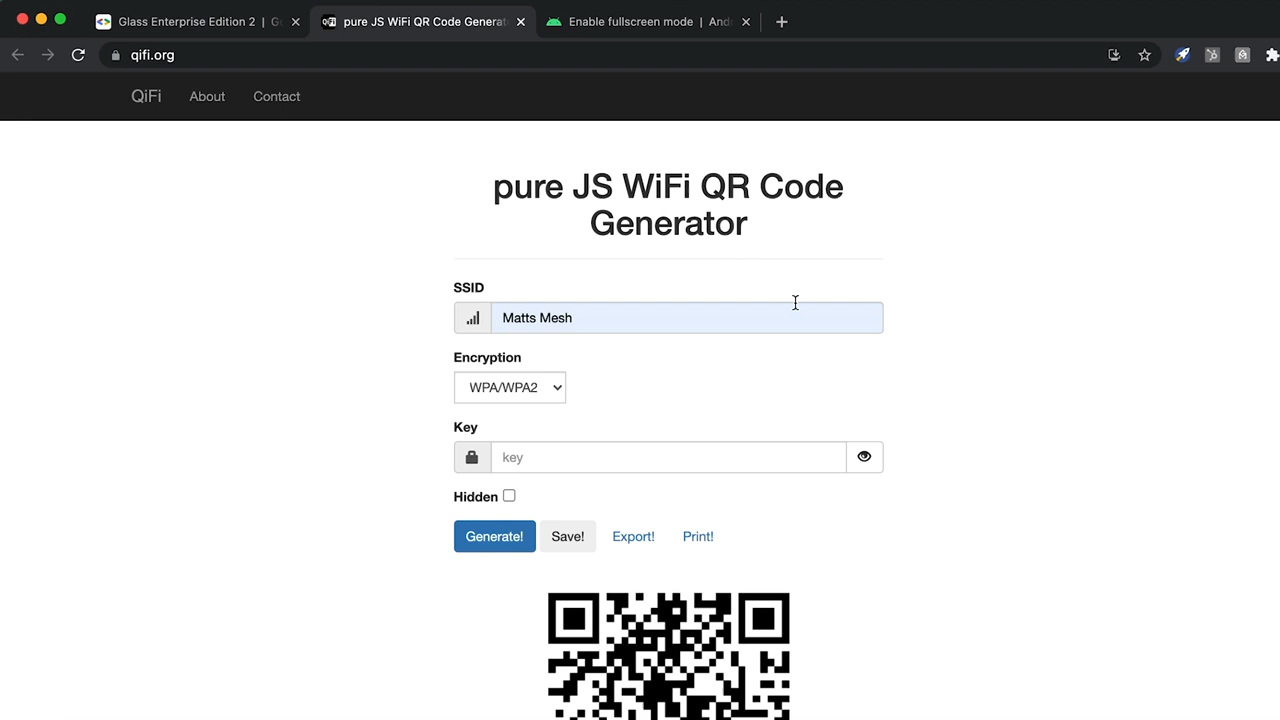 Glass Enterprise Edition 2 | G
pure JS WiFi QR Code Generat
Enable fullscreen mode | And
qifi.org
QiFi About Contact
pure JS WiFi QR Code
Generator
SSID
Matts Mesh
Encryption
WPA/WPA2
Key
key
Hidden
Generate! Save! Export! Print!